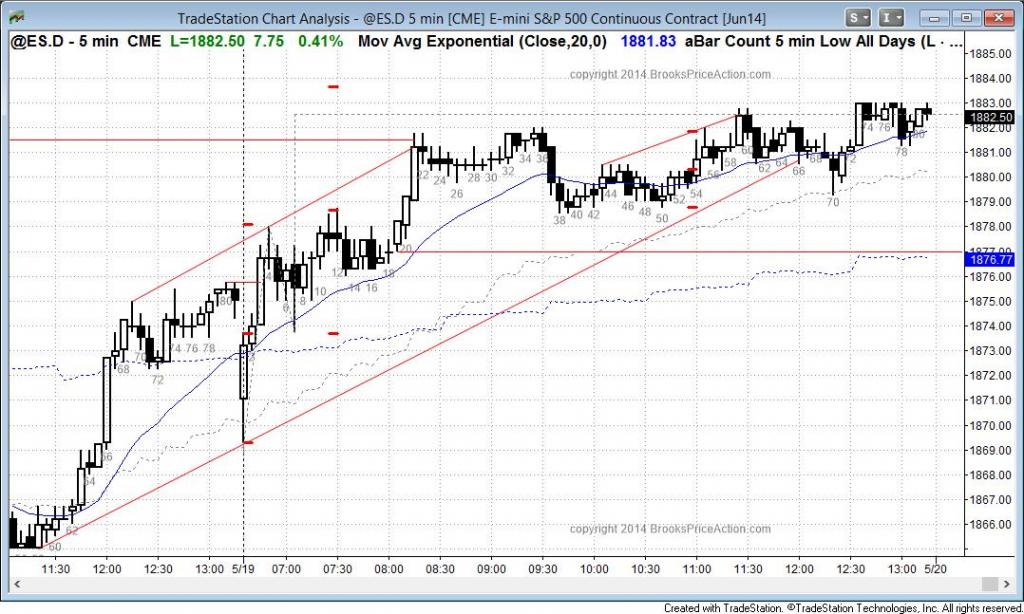 TradeStation Chart Analysis - @ES.D 5 min [CME] E-mini S&P 500 Continuous Contract [Jun14]
S I
@ES.D - 5 min CME L=1882.50 7.75 0.41% Mov Avg Exponential (Close,20,0) 1881.83 aBar Count 5 min Low All Days (L · ...
copyright 2014 BrooksPriceAction.com
1885.00
1884.00
1883.00
1882.50
1882.00
1881.00
1880.00
1879.00
1878.00
1877.00
1876.77
1876.00
1875.00
1874.00
1873.00
1872.00
1871.00
1870.00
1869.00
1868.00
1867.00
1866.00
60 62 64 66 68 70 72 74 76 78 80
4 6 8 10 12 14 16 18 20 22 24 26 28 30 32 34 36 38 40 42 44 46 48 50 52 54 56 58 60 62 64 66 68 70 72 74 76 78 80
copyright 2014 BrooksPriceAction.com
11:30 12:00 12:30 13:00 5/19 07:00 07:30 08:00 08:30 09:00 09:30 10:00 10:30 11:00 11:30 12:00 12:30 13:00 5/20
Created with TradeStation. ©TradeStation Technologies, Inc. All rights reserved.